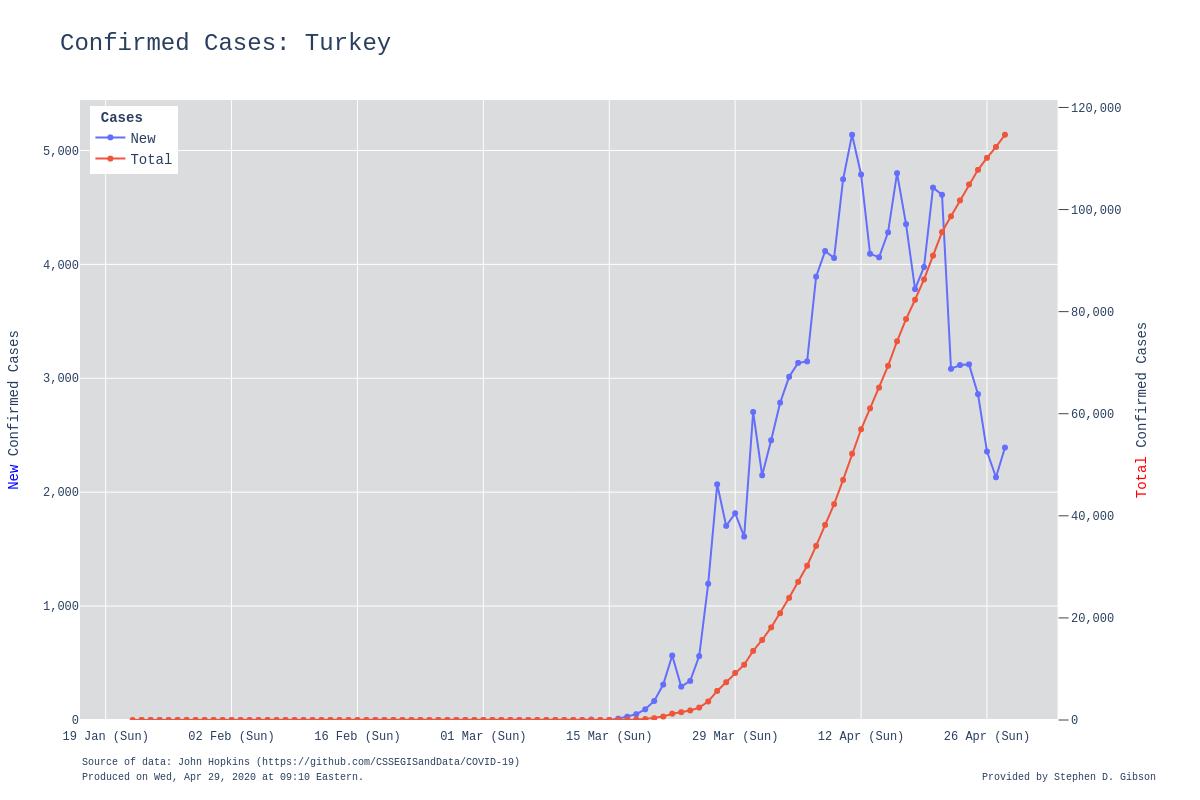 Confirmed Cases: Turkey
Cases
New
Total
5,000
4,000
3,000
2,000
1,000
0
New Confirmed Cases
120,000
100,000
80,000
60,000
40,000
20,000
0
Total Confirmed Cases
19 Jan (Sun) 02 Feb (Sun) 16 Feb (Sun) 01 Mar (Sun) 15 Mar (Sun) 29 Mar (Sun) 12 Apr (Sun) 26 Apr (Sun)
Source of data: John Hopkins (https://github.com/CSSEGISandData/COVID-19)
Produced on Wed, Apr 29, 2020 at 09:10 Eastern.
Provided by Stephen D. Gibson